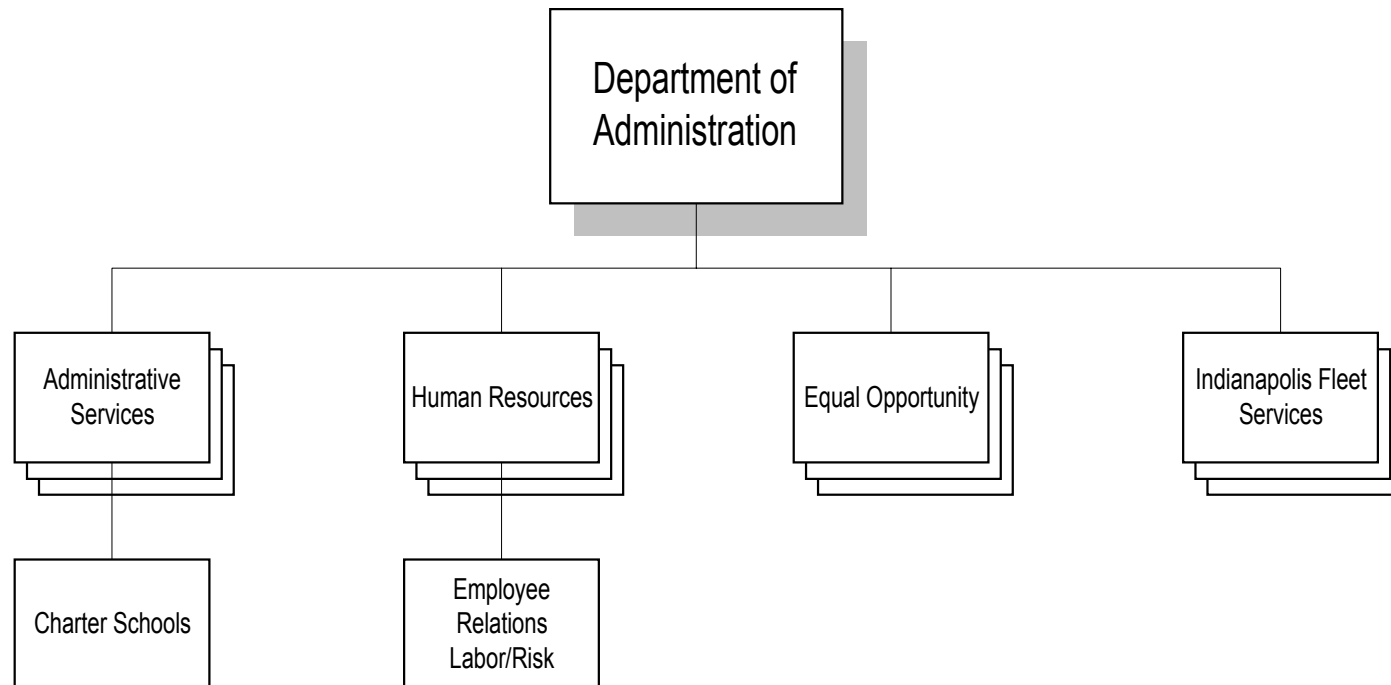 Department of
Administration
Administrative
Services
Human Resources
Equal Opportunity
Indianapolis Fleet
Services
Charter Schools
Employee
Relations
Labor/Risk